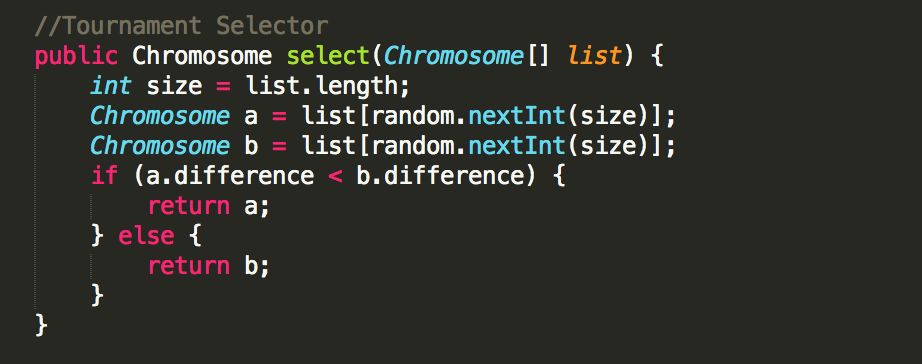 //Tournament Selector
public Chromosome select(Chromosome[] list) {
    int size = list.length;
    Chromosome a = list[random.nextInt(size)];
    Chromosome b = list[random.nextInt(size)];
    if (a.difference < b.difference) {
        return a;
    } else {
        return b;
    }
}